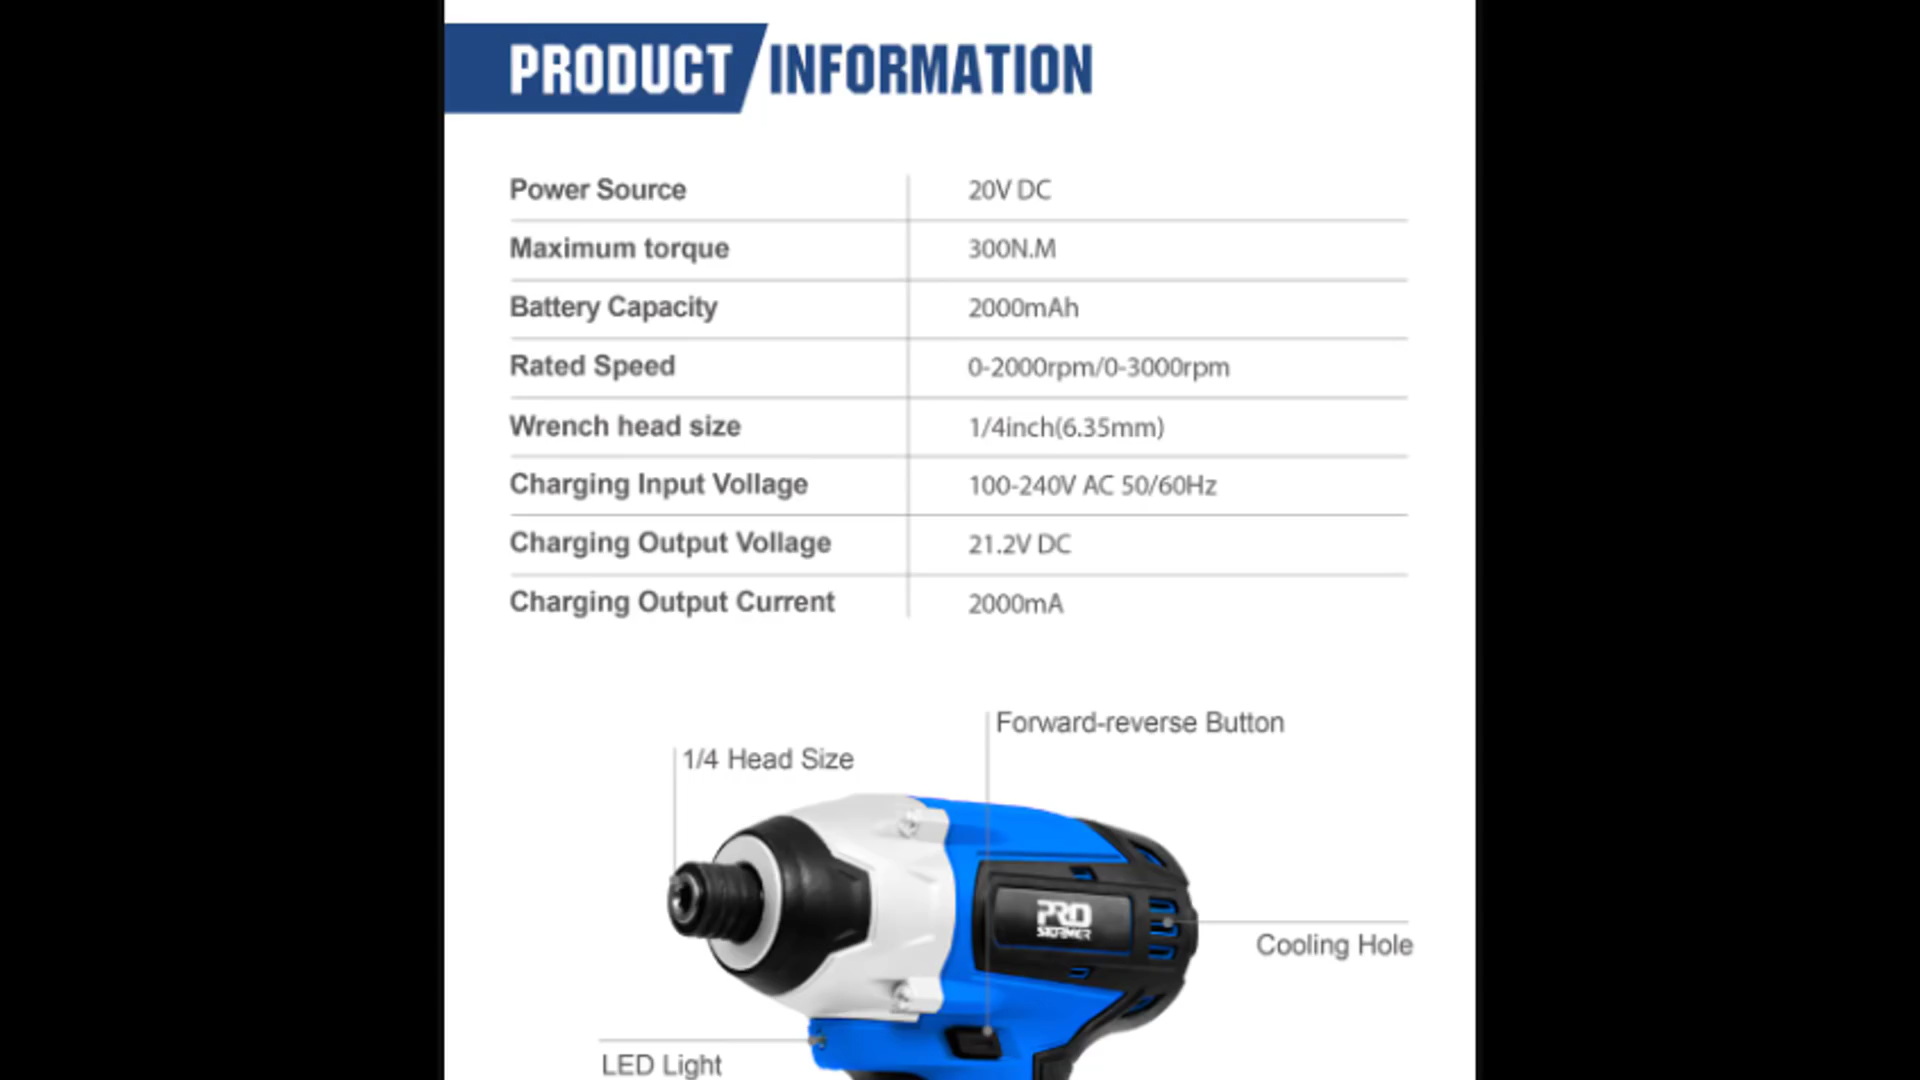 PRODUCT INFORMATION
Power Source 20V DC
Maximum torque 300N.M
Battery Capacity 2000mAh
Rated Speed 0-2000rpm/0-3000rpm
Wrench head size 1/4inch(6.35mm)
Charging Input Vollage 100-240V AC 50/60Hz
Charging Output Vollage 21.2V DC
Charging Output Current 2000mA
Forward-reverse Button
1/4 Head Size
PRO
STORMER
Cooling Hole
LED Light